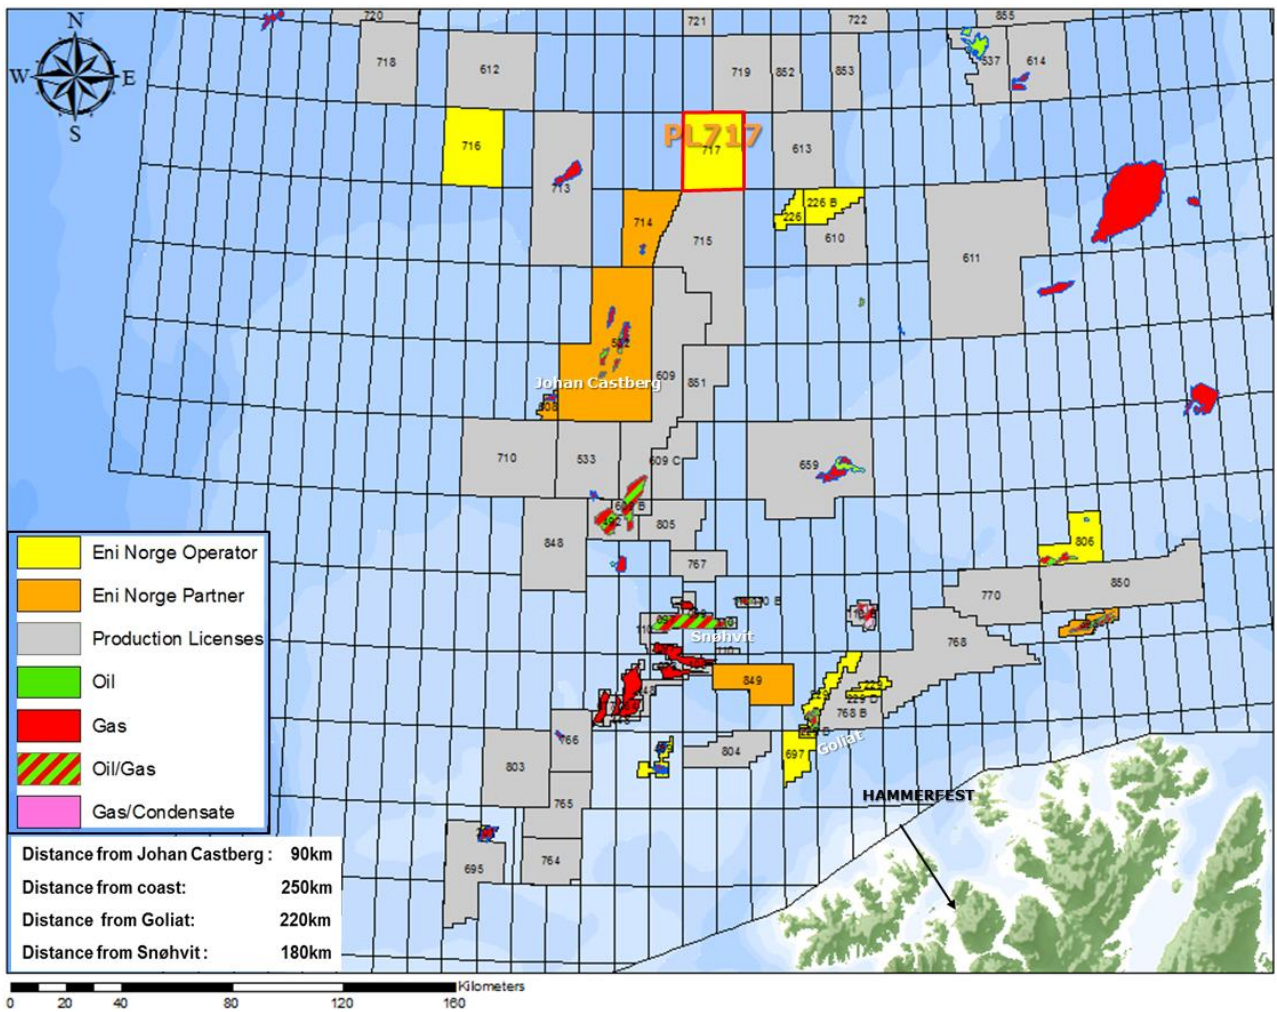 N
W E
S
720
721
722
855
718
612
719
852
853
537
614
716
713
PL717
717
613
714
715
226
226 B
610
611
532
Johan Castberg
609
851
608
710
533
609 C
659
492
805
848
767
806
850
770
110
Snøhvit
768
849
229 D
768 B
Goliat
697
804
766
803
765
764
695
HAMMERFEST
Eni Norge Operator
Eni Norge Partner
Production Licenses
Oil
Gas
Oil/Gas
Gas/Condensate
Distance from Johan Castberg : 90km
Distance from coast: 250km
Distance from Goliat: 220km
Distance from Snøhvit : 180km
Kilometers
0 20 40 80 120 160